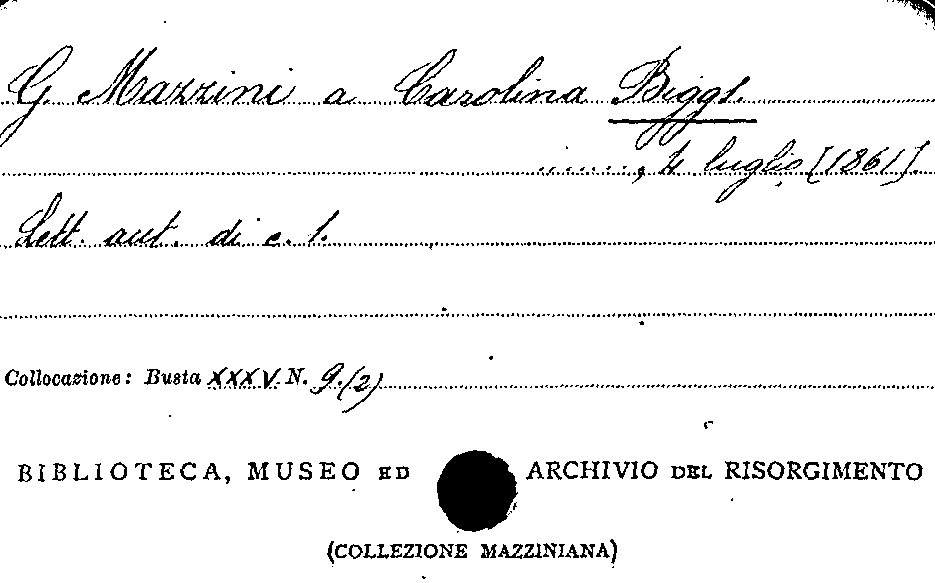 G. Mazzini a Carolina Biggs.
......., 4 luglio [1861].
Lett. aut. di c. 1.
Collocazione: Busta XXXV. N. 9.(2)
BIBLIOTECA, MUSEO ED ARCHIVIO DEL RISORGIMENTO
(COLLEZIONE MAZZINIANA)